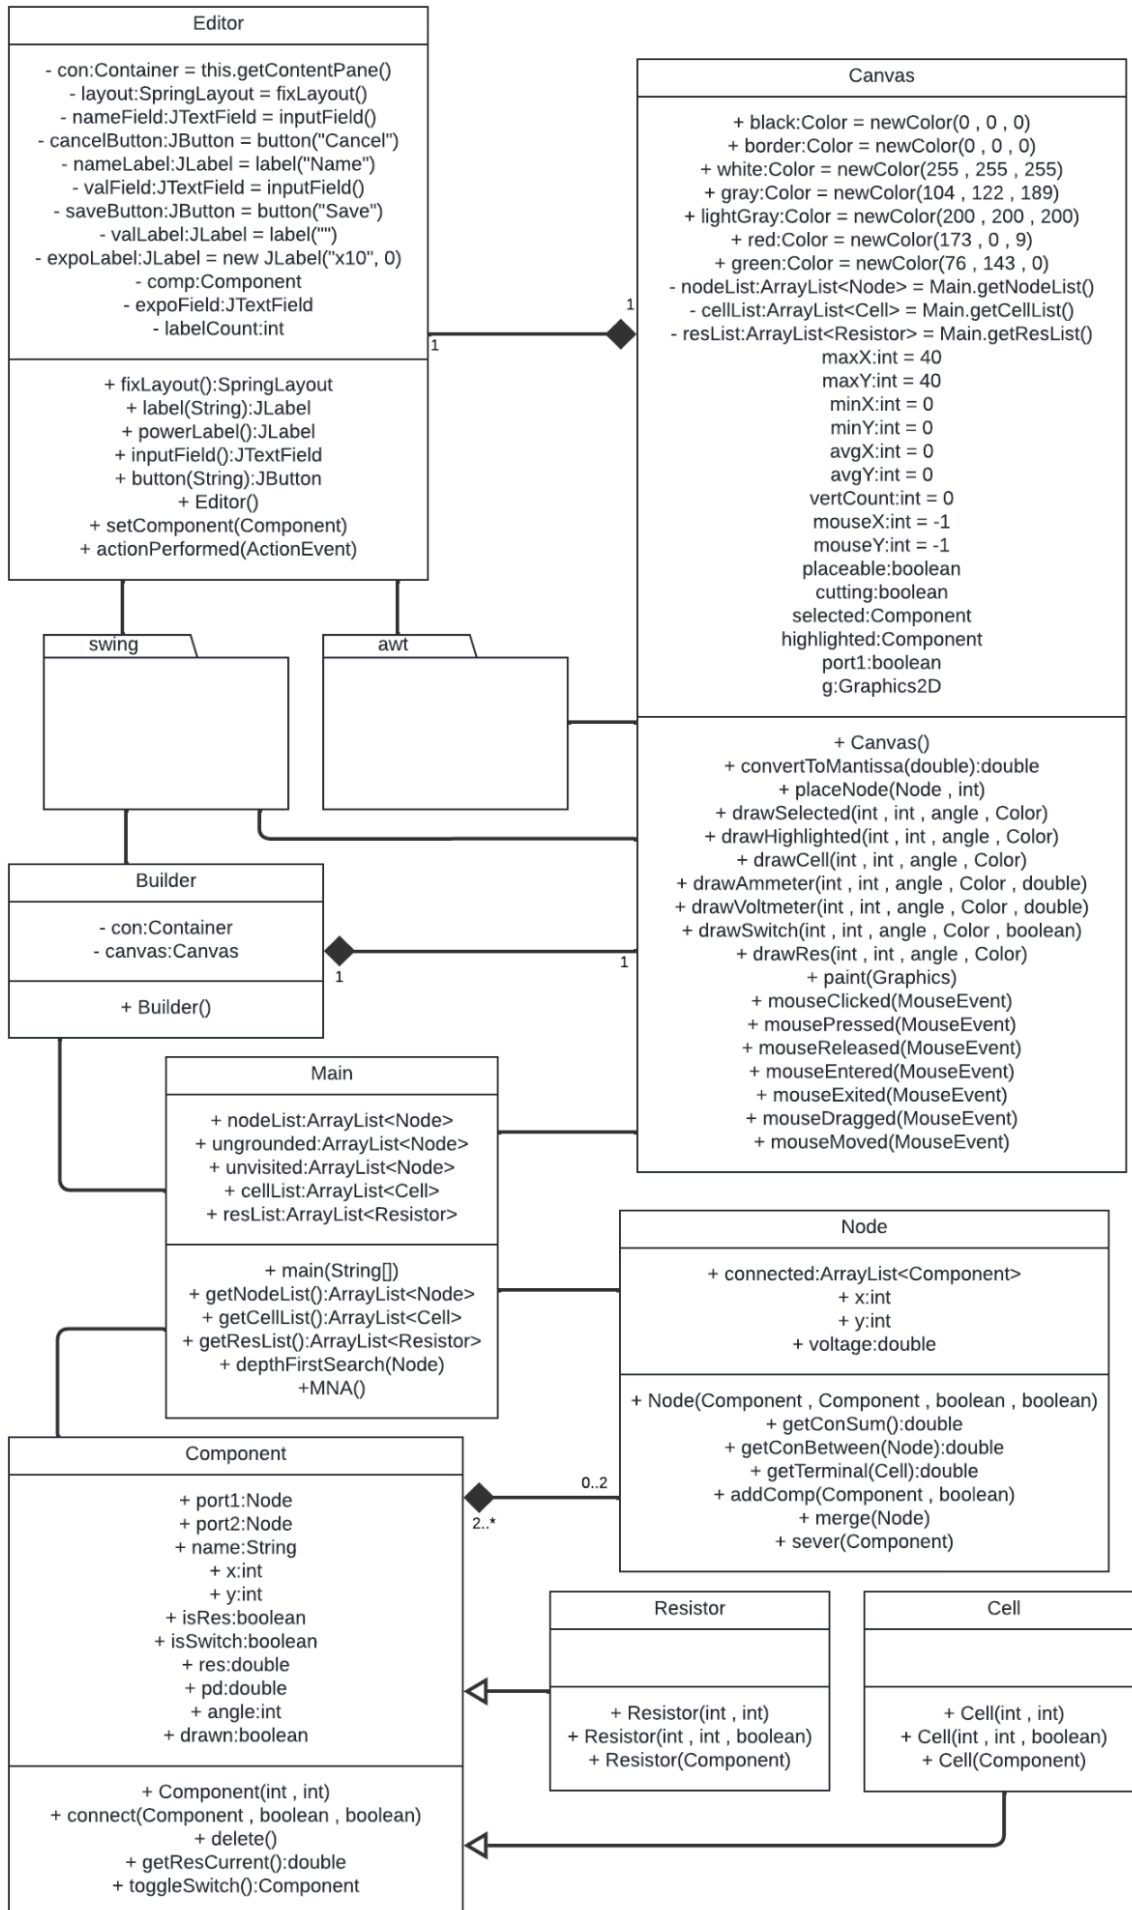 Editor
- con:Container = this.getContentPane()
- layout:SpringLayout = fixLayout()
- nameField:JTextField = inputField()
- cancelButton:JButton = button("Cancel")
- nameLabel:JLabel = label("Name")
- valField:JTextField = inputField()
- saveButton:JButton = button("Save")
- valLabel:JLabel = label("")
- expoLabel:JLabel = new JLabel("x10", 0)
- comp:Component
- expoField:JTextField
- labelCount:int
+ fixLayout():SpringLayout
+ label(String):JLabel
+ powerLabel():JLabel
+ inputField():JTextField
+ button(String):JButton
+ Editor()
+ setComponent(Component)
+ actionPerformed(ActionEvent)
1
1
Canvas
+ black:Color = newColor(0 , 0 , 0)
+ border:Color = newColor(0 , 0 , 0)
+ white:Color = newColor(255 , 255 , 255)
+ gray:Color = newColor(104 , 122 , 189)
+ lightGray:Color = newColor(200 , 200 , 200)
+ red:Color = newColor(173 , 0 , 9)
+ green:Color = newColor(76 , 143 , 0)
- nodeList:ArrayList<Node> = Main.getNodeList()
- cellList:ArrayList<Cell> = Main.getCellList()
- resList:ArrayList<Resistor> = Main.getResList()
maxX:int = 40
maxY:int = 40
minX:int = 0
minY:int = 0
avgX:int = 0
avgY:int = 0
vertCount:int = 0
mouseX:int = -1
mouseY:int = -1
placeable:boolean
cutting:boolean
selected:Component
highlighted:Component
port1:boolean
g:Graphics2D
+ Canvas()
+ convertToMantissa(double):double
+ placeNode(Node , int)
+ drawSelected(int , int , angle , Color)
+ drawHighlighted(int , int , angle , Color)
+ drawCell(int , int , angle , Color)
+ drawAmmeter(int , int , angle , Color , double)
+ drawVoltmeter(int , int , angle , Color , double)
+ drawSwitch(int , int , angle , Color , boolean)
+ drawRes(int , int , angle , Color)
+ paint(Graphics)
+ mouseClicked(MouseEvent)
+ mousePressed(MouseEvent)
+ mouseReleased(MouseEvent)
+ mouseEntered(MouseEvent)
+ mouseExited(MouseEvent)
+ mouseDragged(MouseEvent)
+ mouseMoved(MouseEvent)
swing
awt
Builder
- con:Container
- canvas:Canvas
+ Builder()
1
1
Main
+ nodeList:ArrayList<Node>
+ ungrounded:ArrayList<Node>
+ unvisited:ArrayList<Node>
+ cellList:ArrayList<Cell>
+ resList:ArrayList<Resistor>
+ main(String[])
+ getNodeList():ArrayList<Node>
+ getCellList():ArrayList<Cell>
+ getResList():ArrayList<Resistor>
+ depthFirstSearch(Node)
+MNA()
Node
+ connected:ArrayList<Component>
+ x:int
+ y:int
+ voltage:double
+ Node(Component , Component , boolean , boolean)
+ getConSum():double
+ getConBetween(Node):double
+ getTerminal(Cell):double
+ addComp(Component , boolean)
+ merge(Node)
+ sever(Component)
Component
+ port1:Node
+ port2:Node
+ name:String
+ x:int
+ y:int
+ isRes:boolean
+ isSwitch:boolean
+ res:double
+ pd:double
+ angle:int
+ drawn:boolean
+ Component(int , int)
+ connect(Component , boolean , boolean)
+ delete()
+ getResCurrent():double
+ toggleSwitch():Component
2..*
0..2
Resistor
+ Resistor(int , int)
+ Resistor(int , int , boolean)
+ Resistor(Component)
Cell
+ Cell(int , int)
+ Cell(int , int , boolean)
+ Cell(Component)